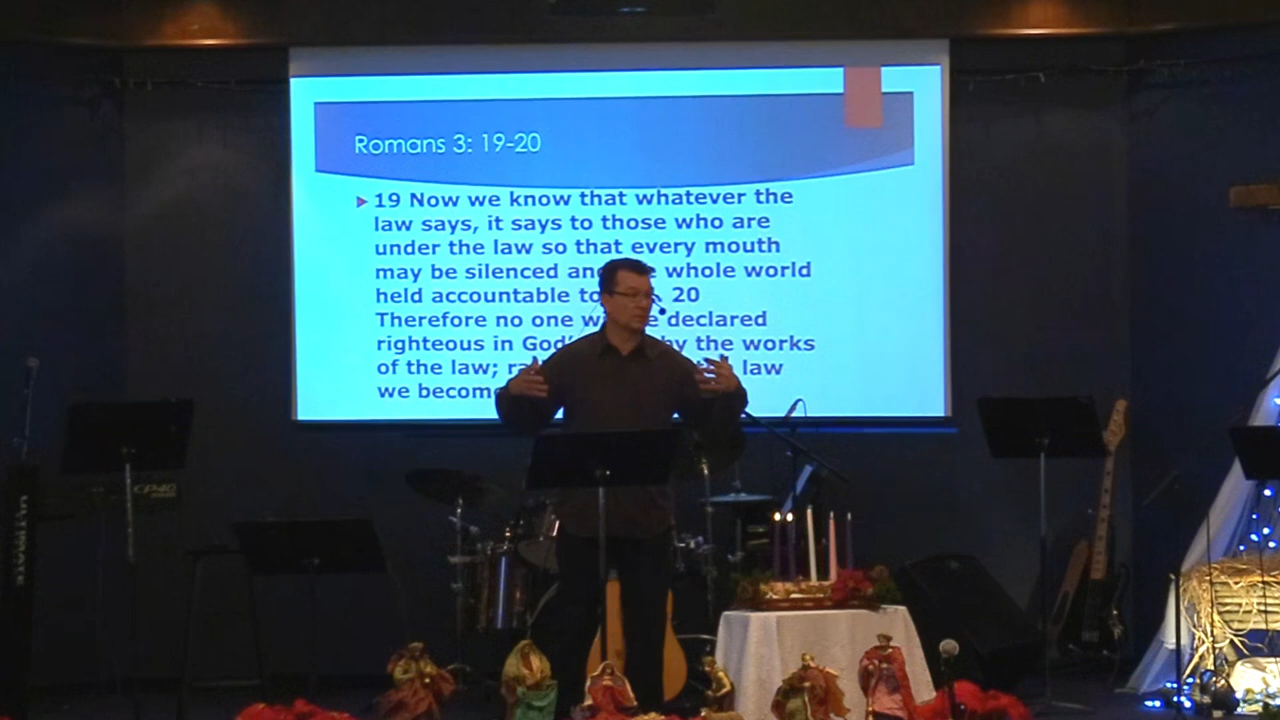 Romans 3: 19-20
19 Now we know that whatever the
law says, it says to those who are
under the law so that every mouth
may be silenced and whole world
held accountable to 20
Therefore no one declared
righteous in God' by the works
of the law; law
we become
CP40
ULTIMATE